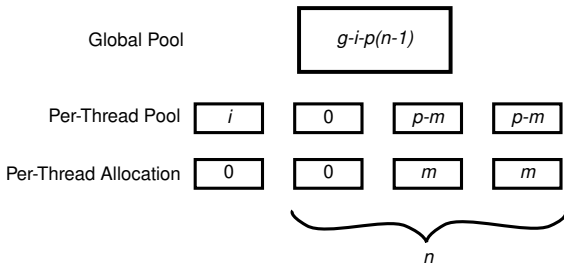 Global Pool g-i-p(n-1)
Per-Thread Pool i 0 p-m p-m
Per-Thread Allocation 0 0 m m
n